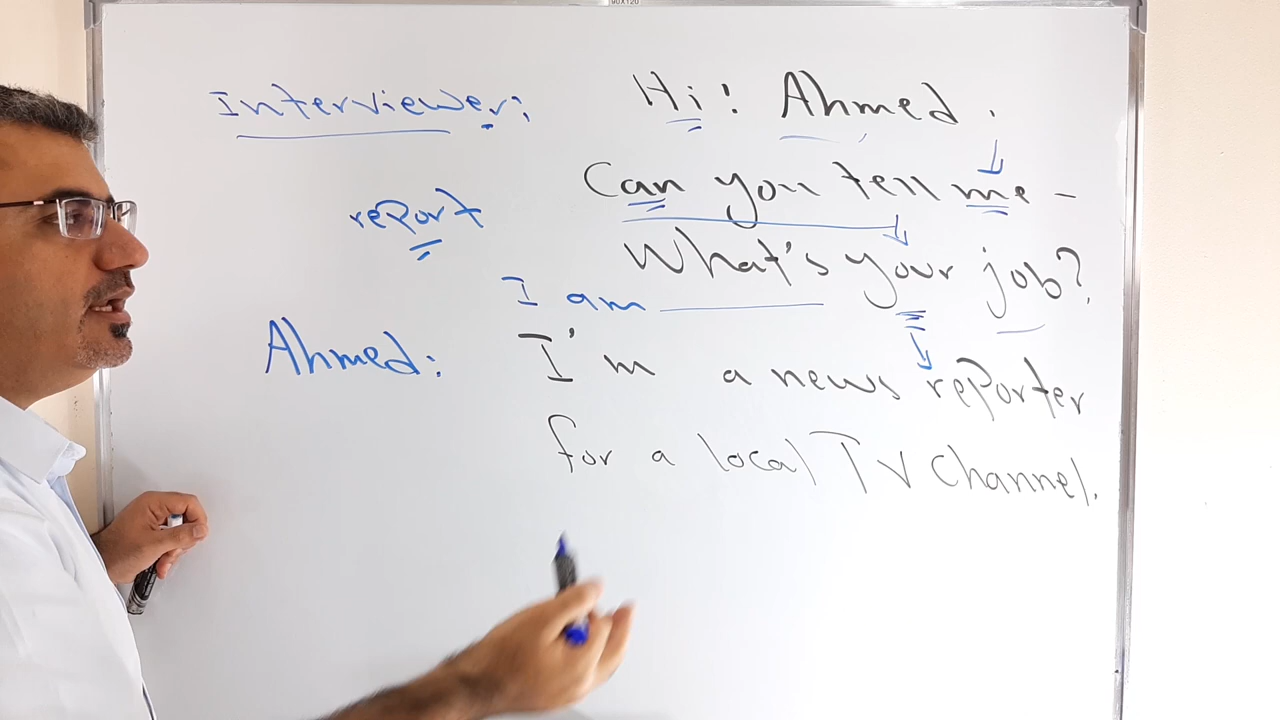 90X120
Interviewer: Hi! Ahmed.
Can you tell me -
report
What's your job?
I am
Ahmed: I'm a news reporter
for a local TV Channel.